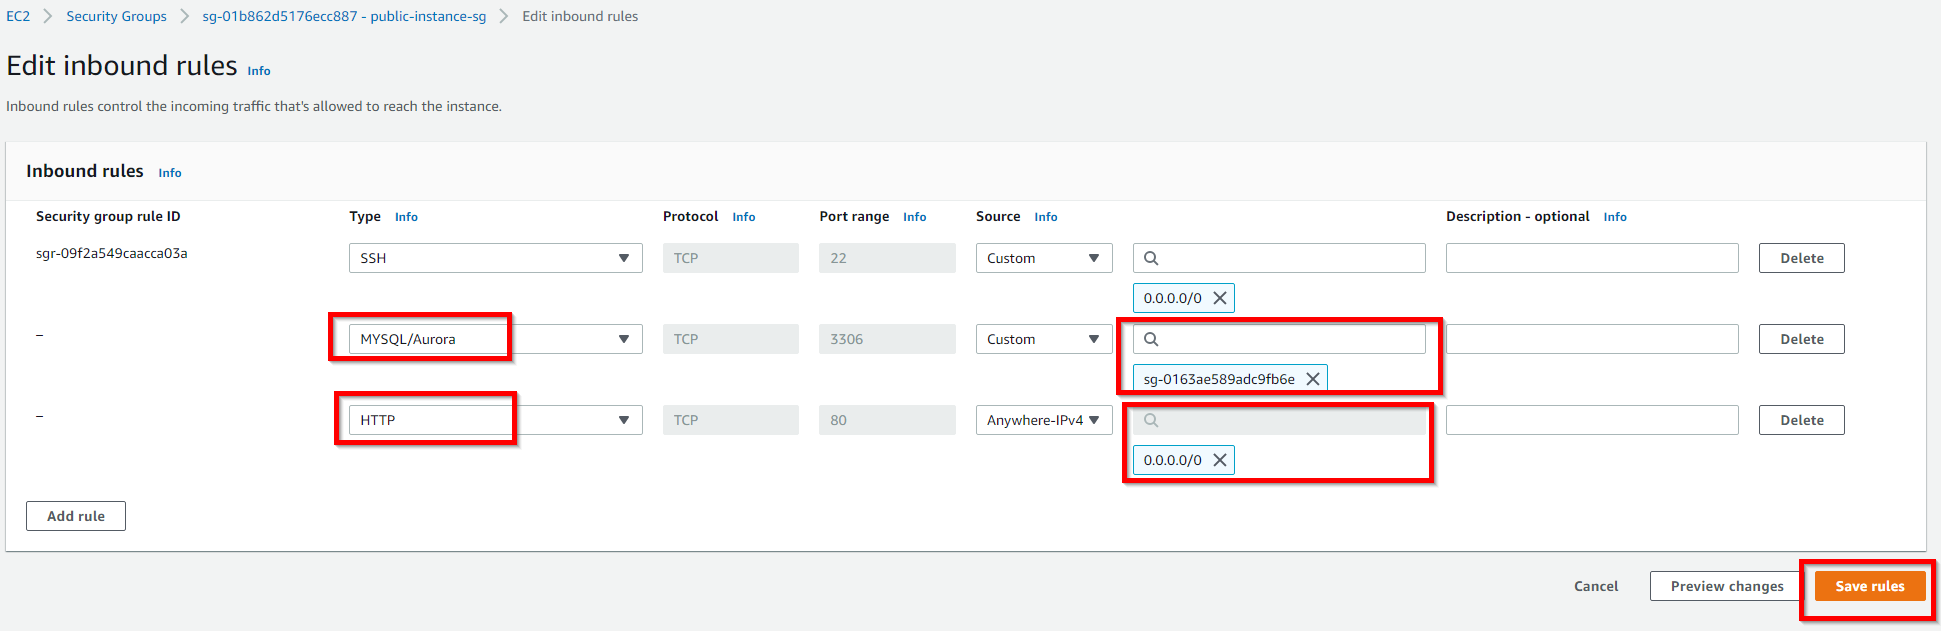 EC2 > Security Groups > sg-01b862d5176ecc887 - public-instance-sg > Edit inbound rules
Edit inbound rules Info
Inbound rules control the incoming traffic that's allowed to reach the instance.
Inbound rules Info
Security group rule ID Type Info Protocol Info Port range Info Source Info Description - optional Info
sgr-09f2a549caacca03a SSH TCP 22 Custom Delete
0.0.0.0/0
– MYSQL/Aurora TCP 3306 Custom Delete
sg-0163ae589adc9fb6e
– HTTP TCP 80 Anywhere-IPv4 Delete
0.0.0.0/0
Add rule
Cancel Preview changes Save rules